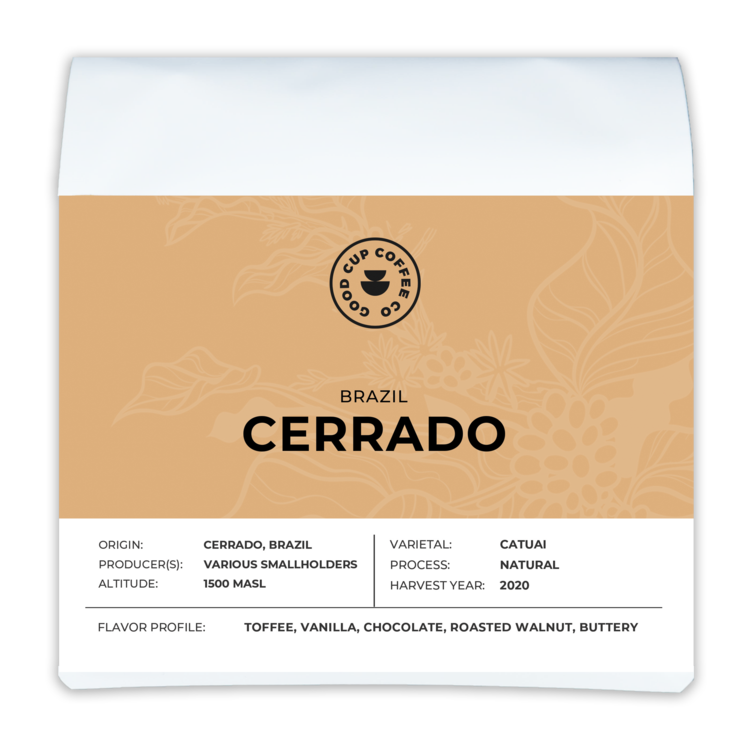 GOOD CUP COFFEE CO
BRAZIL
CERRADO
ORIGIN: CERRADO, BRAZIL
PRODUCER(S): VARIOUS SMALLHOLDERS
ALTITUDE: 1500 MASL
VARIETAL: CATUAI
PROCESS: NATURAL
HARVEST YEAR: 2020
FLAVOR PROFILE: TOFFEE, VANILLA, CHOCOLATE, ROASTED WALNUT, BUTTERY